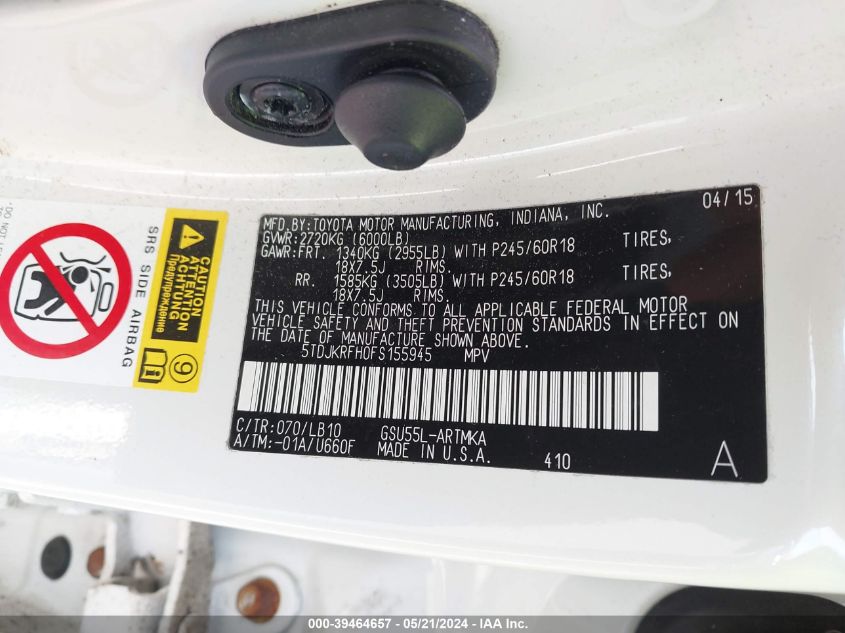 MFD.BY:TOYOTA MOTOR MANUFACTURING, INDIANA, INC. 04/15
GVWR:2720KG (6000LB)
GAWR:FRT. 1340KG (2955LB) WITH P245/60R18 TIRES,
18X7.5J RIMS.
RR. 1585KG (3505LB) WITH P245/60R18 TIRES,
18X7.5J RIMS.
THIS VEHICLE CONFORMS TO ALL APPLICABLE FEDERAL MOTOR
VEHICLE SAFETY AND THEFT PREVENTION STANDARDS IN EFFECT ON
THE DATE OF MANUFACTURE SHOWN ABOVE.
5TDJKRFH0FS155945 MPV
C/TR:070/LB10 GSU55L-ARTMKA
A/TM:-01A/U660F MADE IN U.S.A. 410 A
SRS SIDE AIRBAG
CAUTION
ATTENTION
ACHTUNG
Предупреждение
9
000-39464657 - 05/21/2024 - IAA Inc.